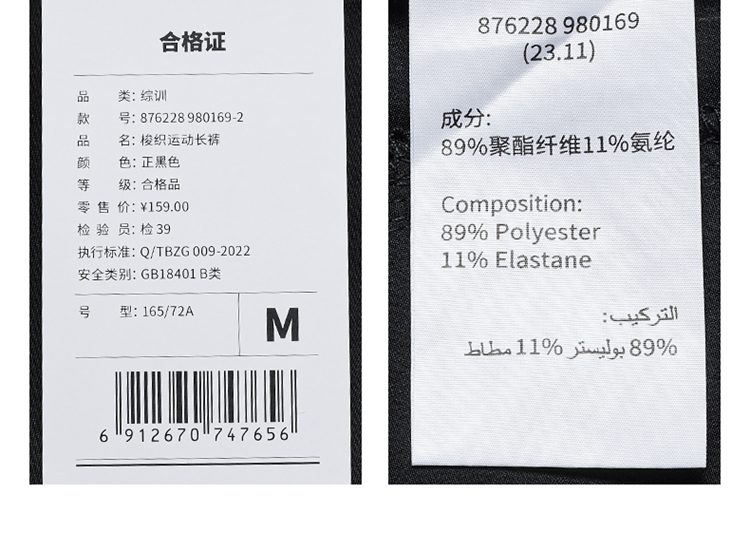 合格证
品 类: 综训
款 号: 876228 980169-2
品 名: 梭织运动长裤
颜 色: 正黑色
等 级: 合格品
零 售 价: ¥159.00
检 验 员: 检 39
执行标准: Q/TBZG 009-2022
安全类别: GB18401 B类
号 型: 165/72A
M
6 912670 747656
876228 980169
(23.11)
成分:
89%聚酯纤维11%氨纶
Composition:
89% Polyester
11% Elastane
التركيب:
89% بوليستر 11% مطاط